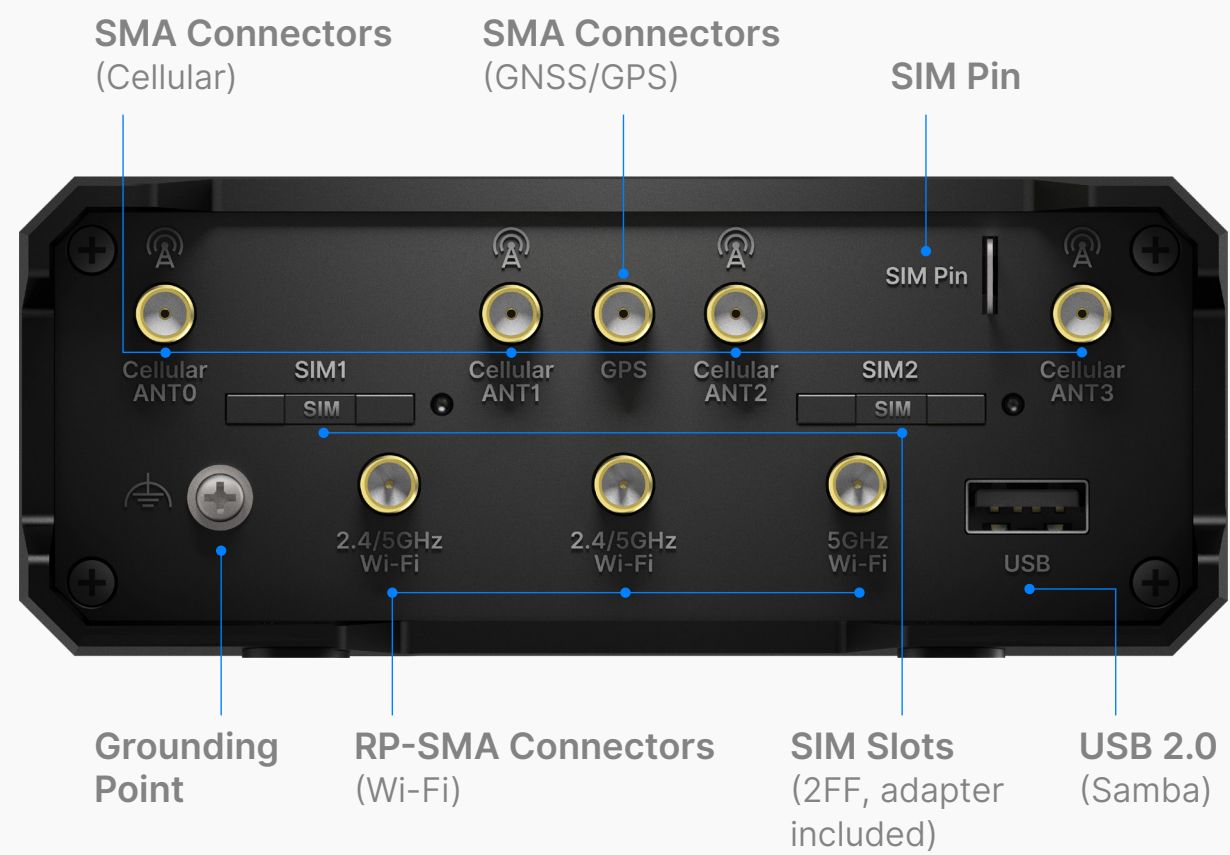 SMA Connectors
(Cellular)
SMA Connectors
(GNSS/GPS)
SIM Pin
SIM Pin
Cellular
ANT0
SIM1
SIM
Cellular
ANT1
GPS
Cellular
ANT2
SIM2
SIM
Cellular
ANT3
2.4/5GHz
Wi-Fi
2.4/5GHz
Wi-Fi
5GHz
Wi-Fi
USB
Grounding
Point
RP-SMA Connectors
(Wi-Fi)
SIM Slots
(2FF, adapter
included)
USB 2.0
(Samba)